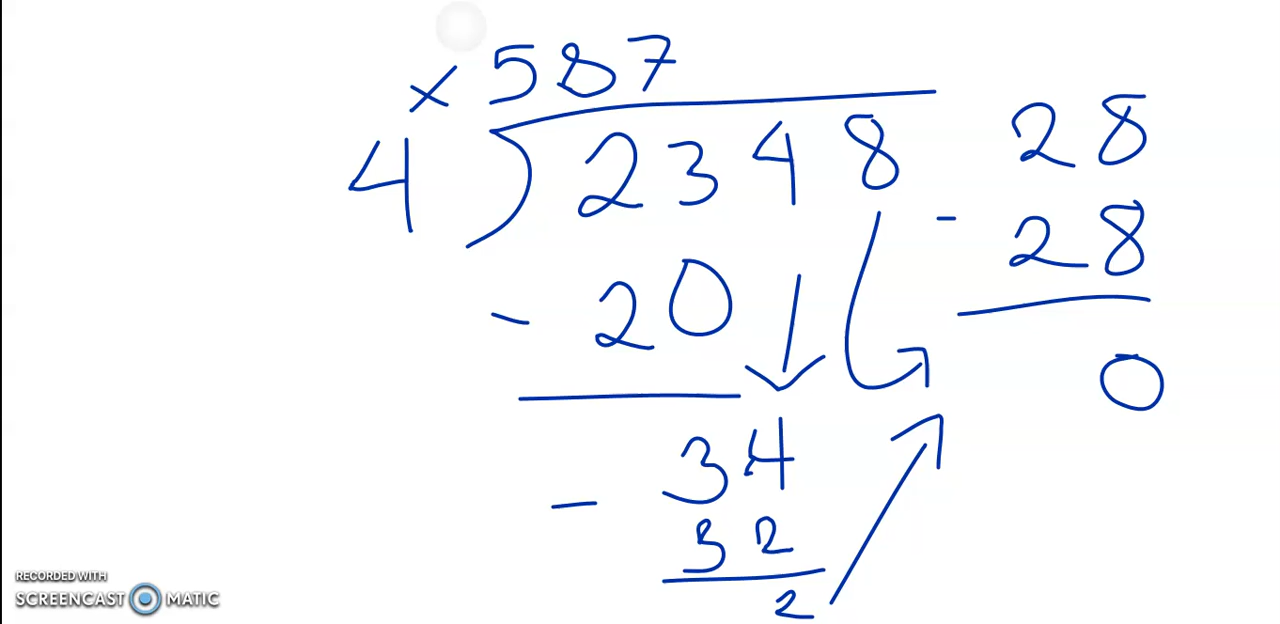 × 587
4 ) 2348
- 20
34
- 32
2
28
- 28
0
RECORDED WITH
SCREENCAST MATIC